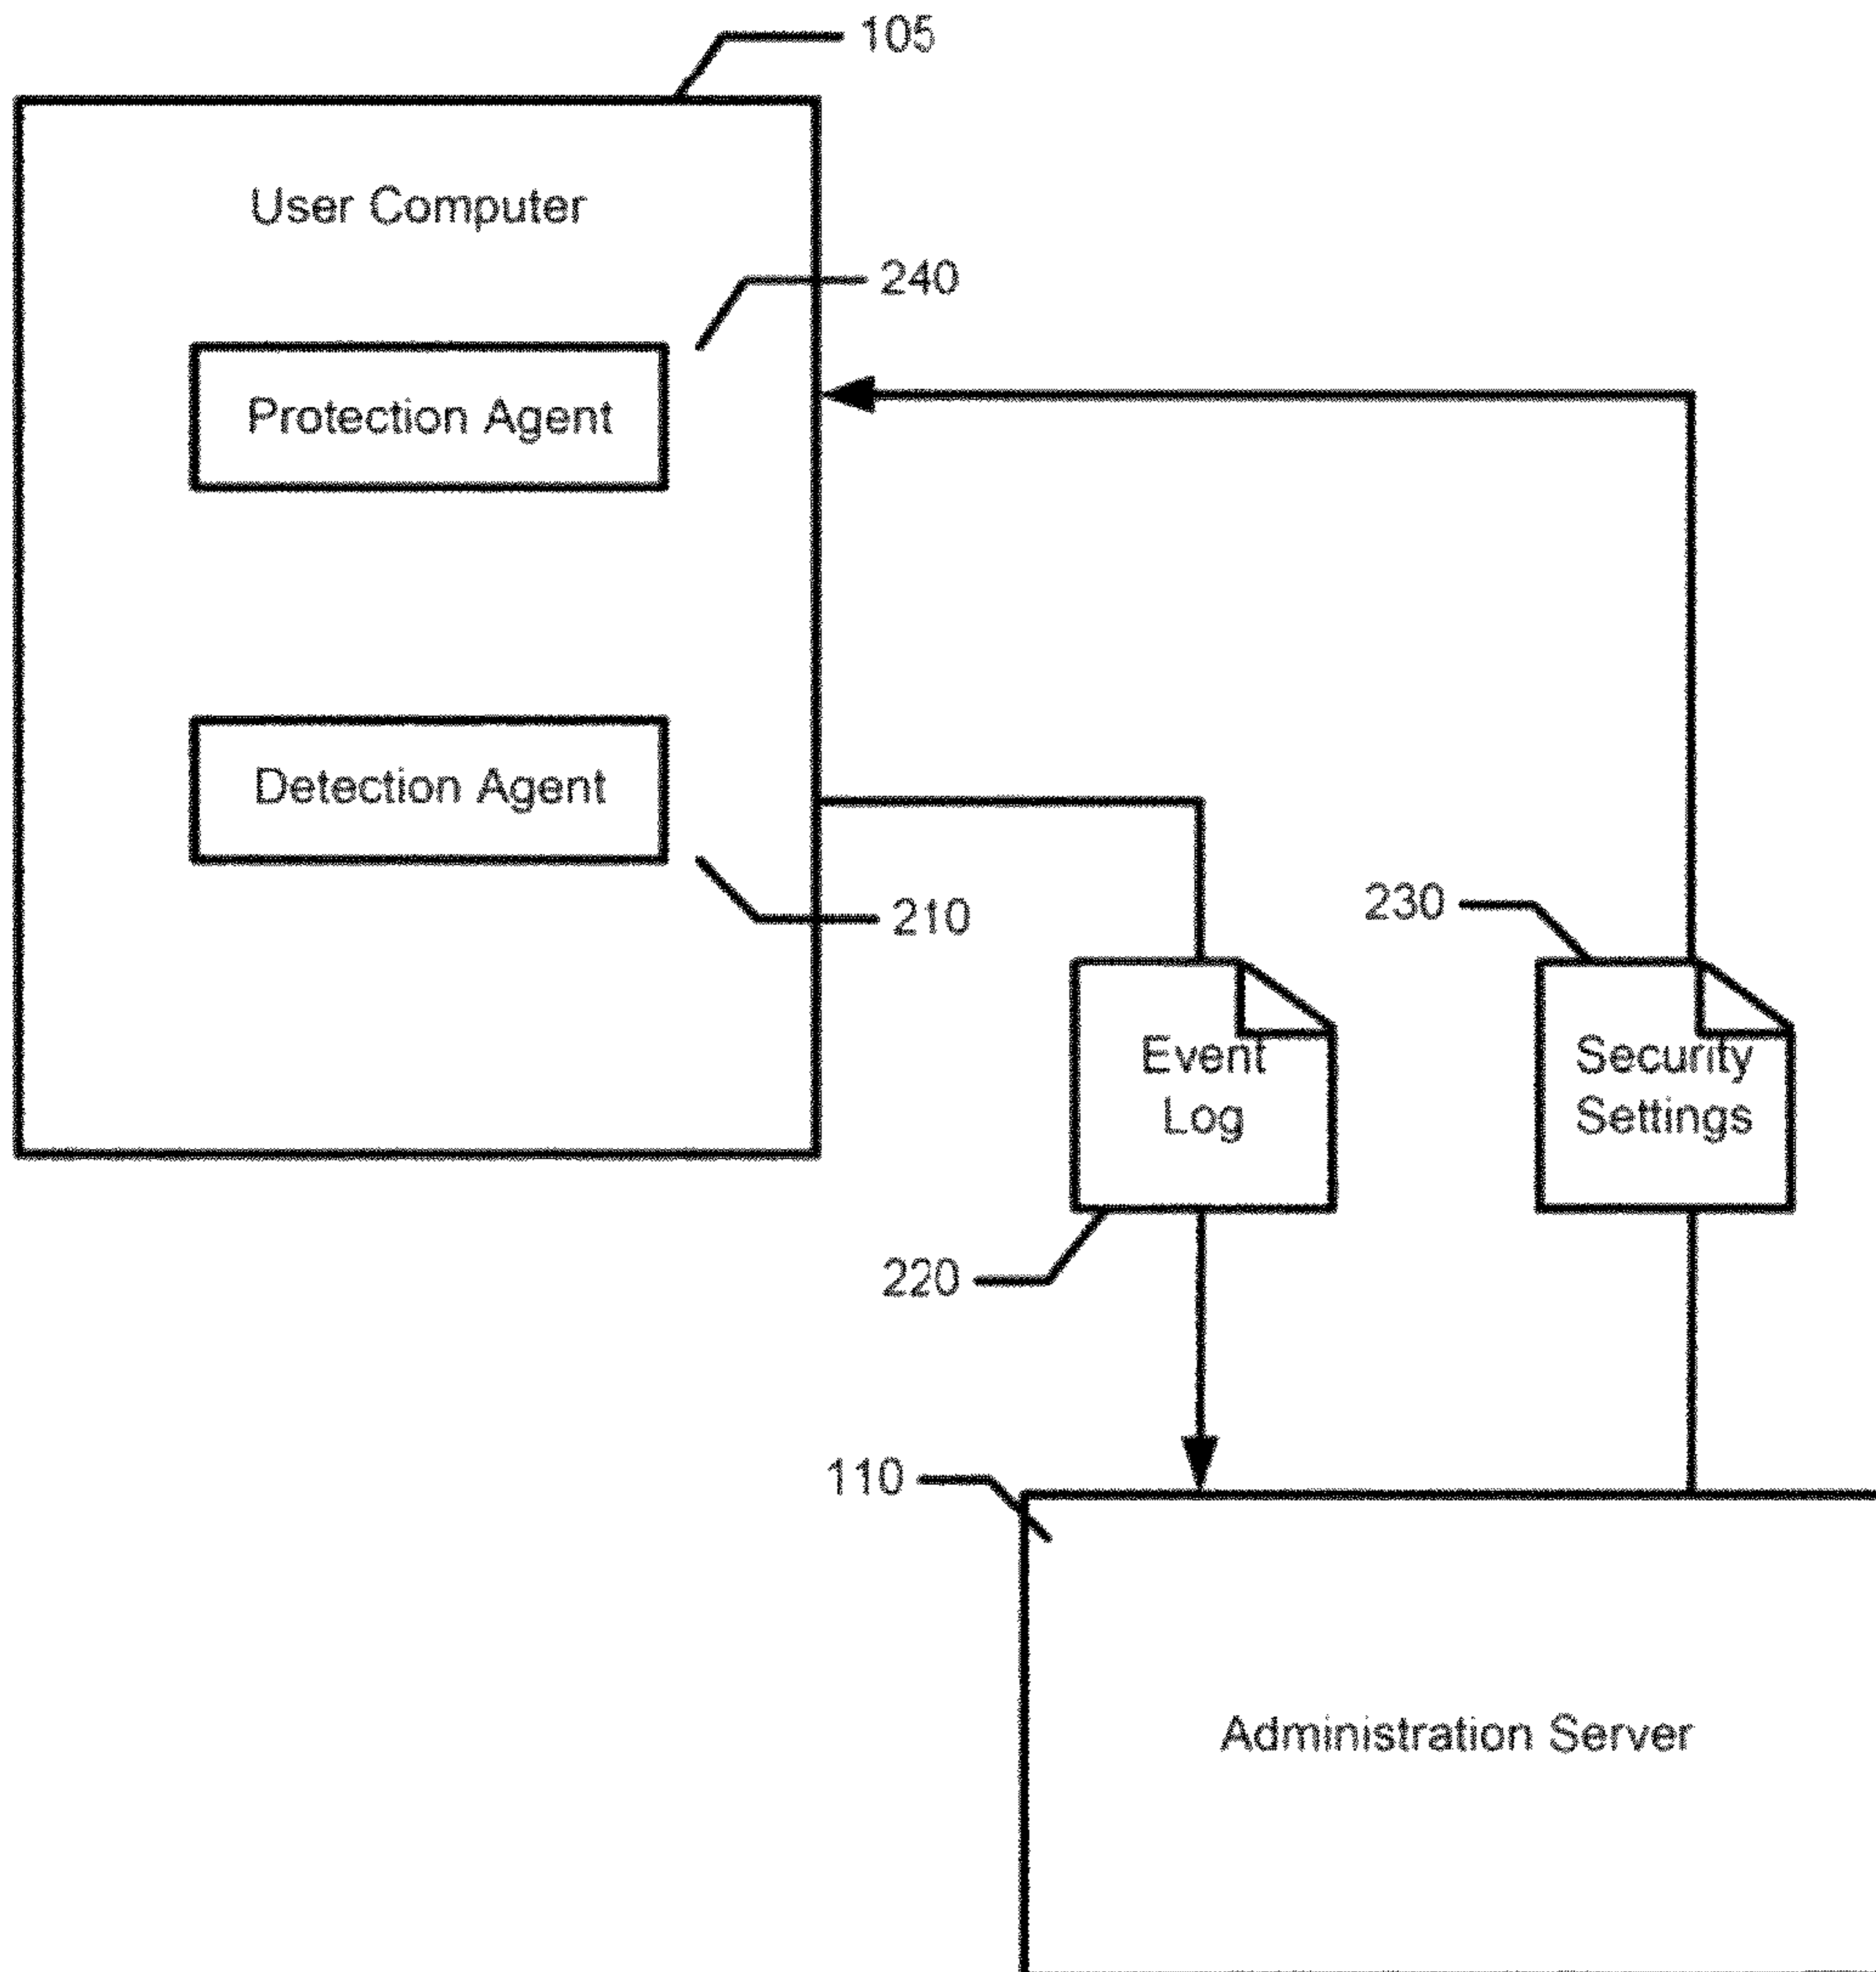 105
User Computer
240
Protection Agent
Detection Agent
210
230
Event
Log
Security
Settings
220
110
Administration Server